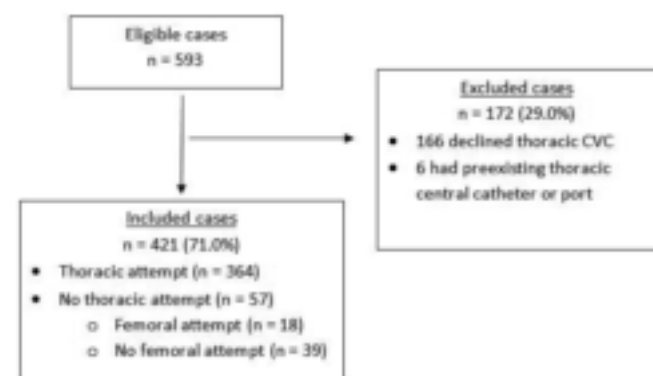 Eligible cases
n = 593
Excluded cases
n = 172 (29.0%)
• 166 declined thoracic CVC
• 6 had preexisting thoracic
central catheter or port
Included cases
n = 421 (71.0%)
• Thoracic attempt (n = 364)
• No thoracic attempt (n = 57)
o Femoral attempt (n = 18)
o No femoral attempt (n = 39)